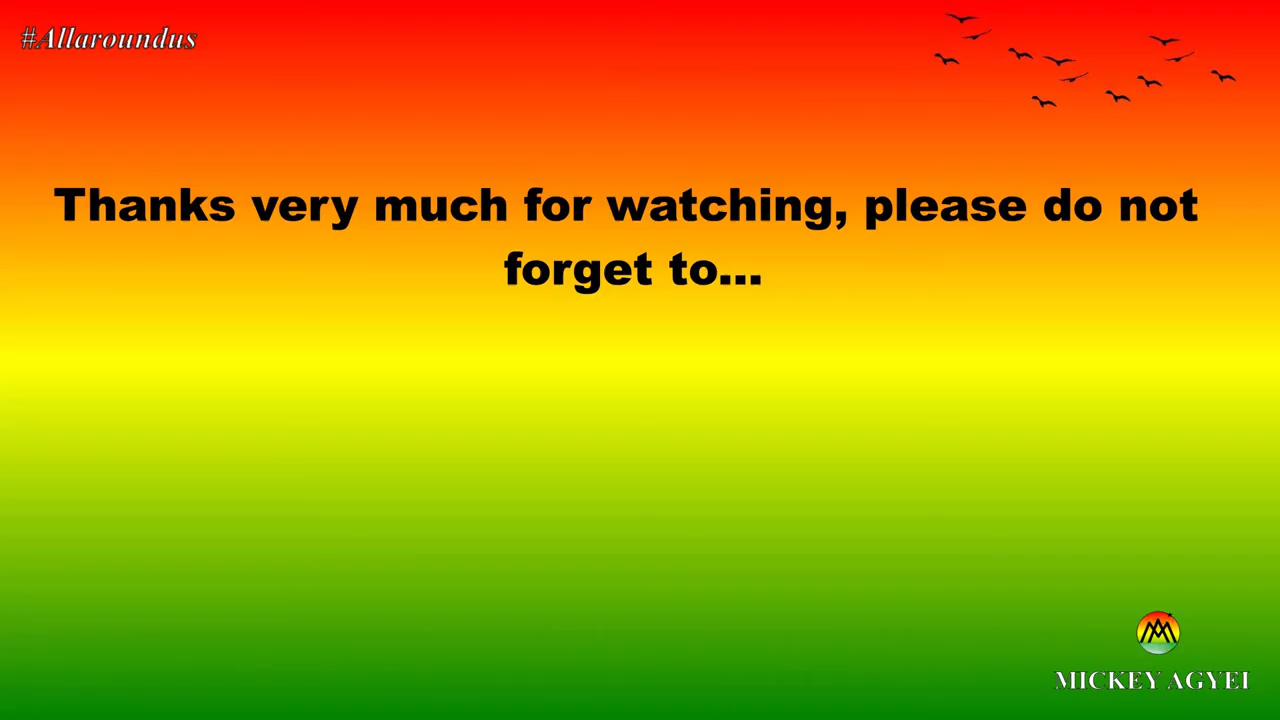 #Allaroundus
Thanks very much for watching, please do not
forget to...
MICKEY AGYEI